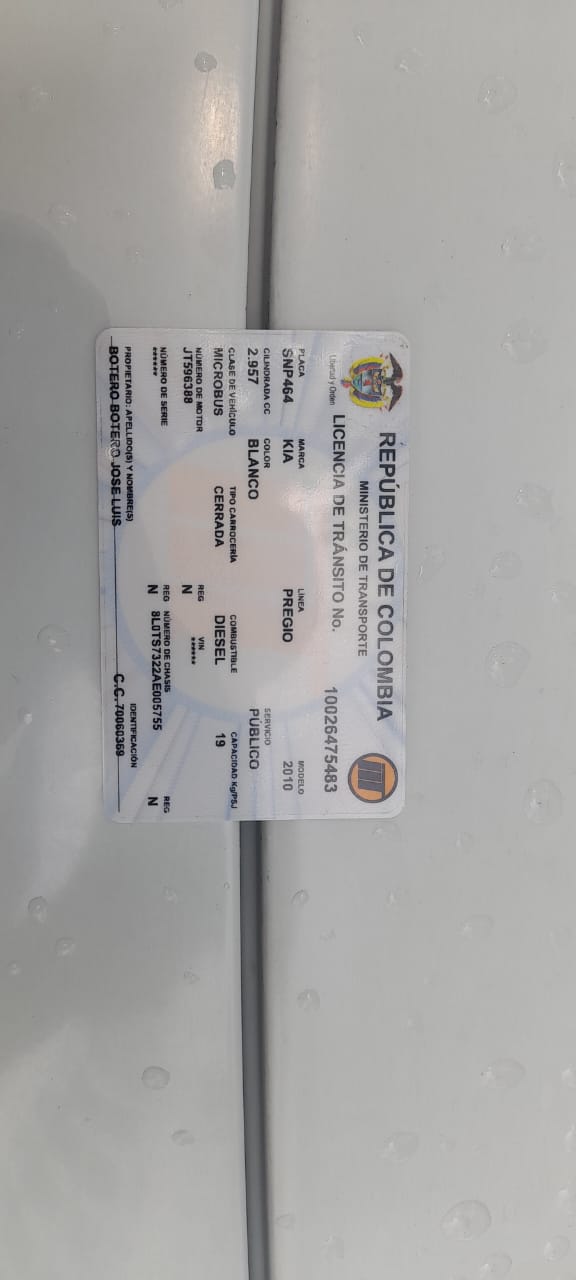 REPÚBLICA DE COLOMBIA
MINISTERIO DE TRANSPORTE
Libertad y Orden
LICENCIA DE TRÁNSITO No. 10026475483
PLACA MARCA LÍNEA MODELO
SNP464 KIA PREGIO 2010
CILINDRADA CC COLOR SERVICIO
2.957 BLANCO PÚBLICO
CLASE DE VEHÍCULO TIPO CARROCERÍA COMBUSTIBLE CAPACIDAD Kg/PSJ
MICROBUS CERRADA DIESEL 19
NÚMERO DE MOTOR REG VIN
JT596388 N ******
NÚMERO DE SERIE REG NÚMERO DE CHASIS REG
****** N 8L0TS7322AE005755 N
PROPIETARIO: APELLIDO(S) Y NOMBRE(S) IDENTIFICACIÓN
BOTERO BOTERO JOSE LUIS C.C. 70060369